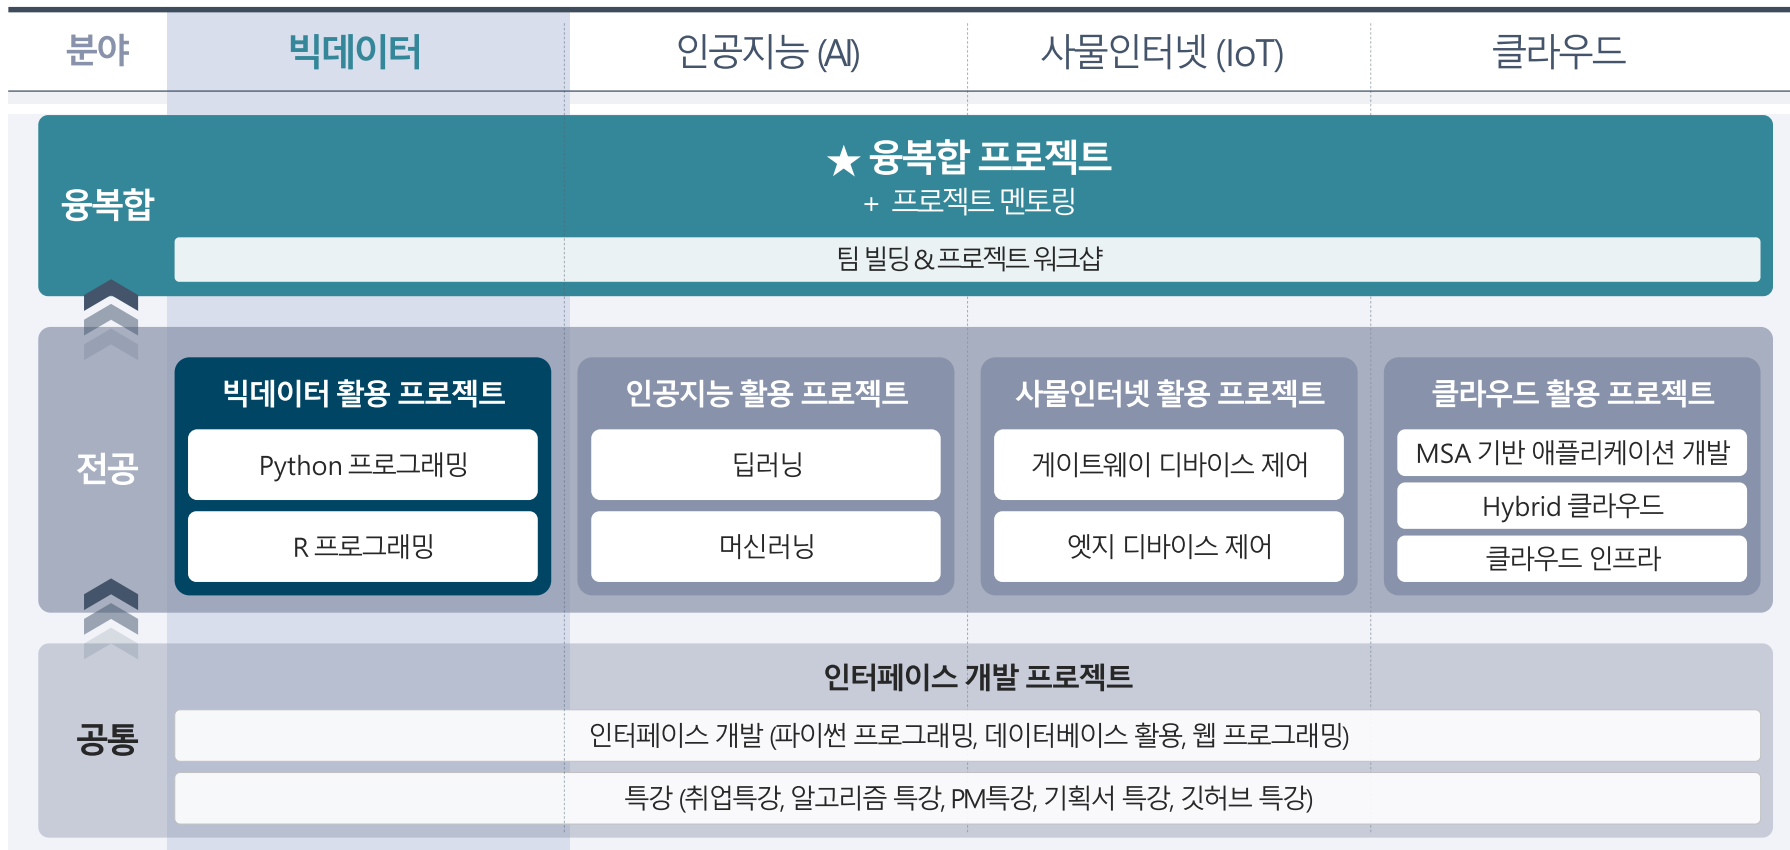 분야
빅데이터
인공지능 (AI)
사물인터넷 (IoT)
클라우드
융복합
★ 융복합 프로젝트
+ 프로젝트 멘토링
팀 빌딩 & 프로젝트 워크샵
전공
빅데이터 활용 프로젝트
Python 프로그래밍
R 프로그래밍
인공지능 활용 프로젝트
딥러닝
머신러닝
사물인터넷 활용 프로젝트
게이트웨이 디바이스 제어
엣지 디바이스 제어
클라우드 활용 프로젝트
MSA 기반 애플리케이션 개발
Hybrid 클라우드
클라우드 인프라
공통
인터페이스 개발 프로젝트
인터페이스 개발 (파이썬 프로그래밍, 데이터베이스 활용, 웹 프로그래밍)
특강 (취업특강, 알고리즘 특강, PM특강, 기획서 특강, 깃허브 특강)